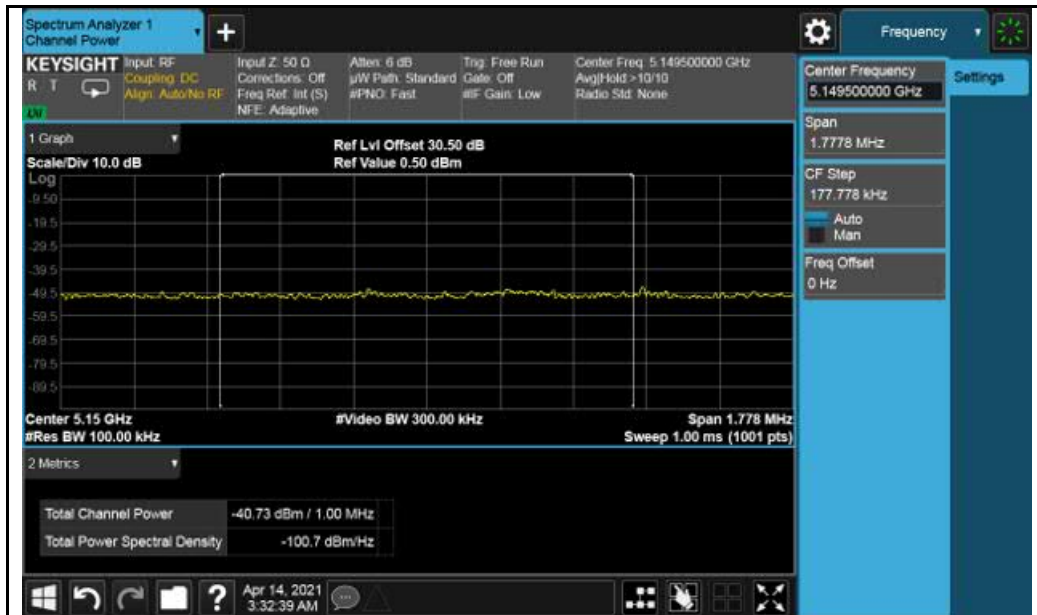 Spectrum Analyzer 1
Channel Power
+
Frequency
KEYSIGHT
R T
Input: RF
Coupling: DC
Align: Auto/No RF
Input Z: 50 Ω
Corrections: Off
Freq Ref: Int (S)
NFE: Adaptive
Atten: 6 dB
µW Path: Standard
#PNO: Fast
Trig: Free Run
Gate: Off
#IF Gain: Low
Center Freq: 5.149500000 GHz
Avg|Hold:>10/10
Radio Std: None
Center Frequency
5.149500000 GHz
Settings
Span
1.7778 MHz
CF Step
177.778 kHz
Auto
Man
Freq Offset
0 Hz
1 Graph
Scale/Div 10.0 dB
Ref Lvl Offset 30.50 dB
Ref Value 0.50 dBm
Log
-9.50
-19.5
-29.5
-39.5
-49.5
-59.5
-69.5
-79.5
-89.5
Center 5.15 GHz
#Video BW 300.00 kHz
Span 1.778 MHz
#Res BW 100.00 kHz
Sweep 1.00 ms (1001 pts)
2 Metrics
Total Channel Power -40.73 dBm / 1.00 MHz
Total Power Spectral Density -100.7 dBm/Hz
?
Apr 14, 2021
3:32:39 AM